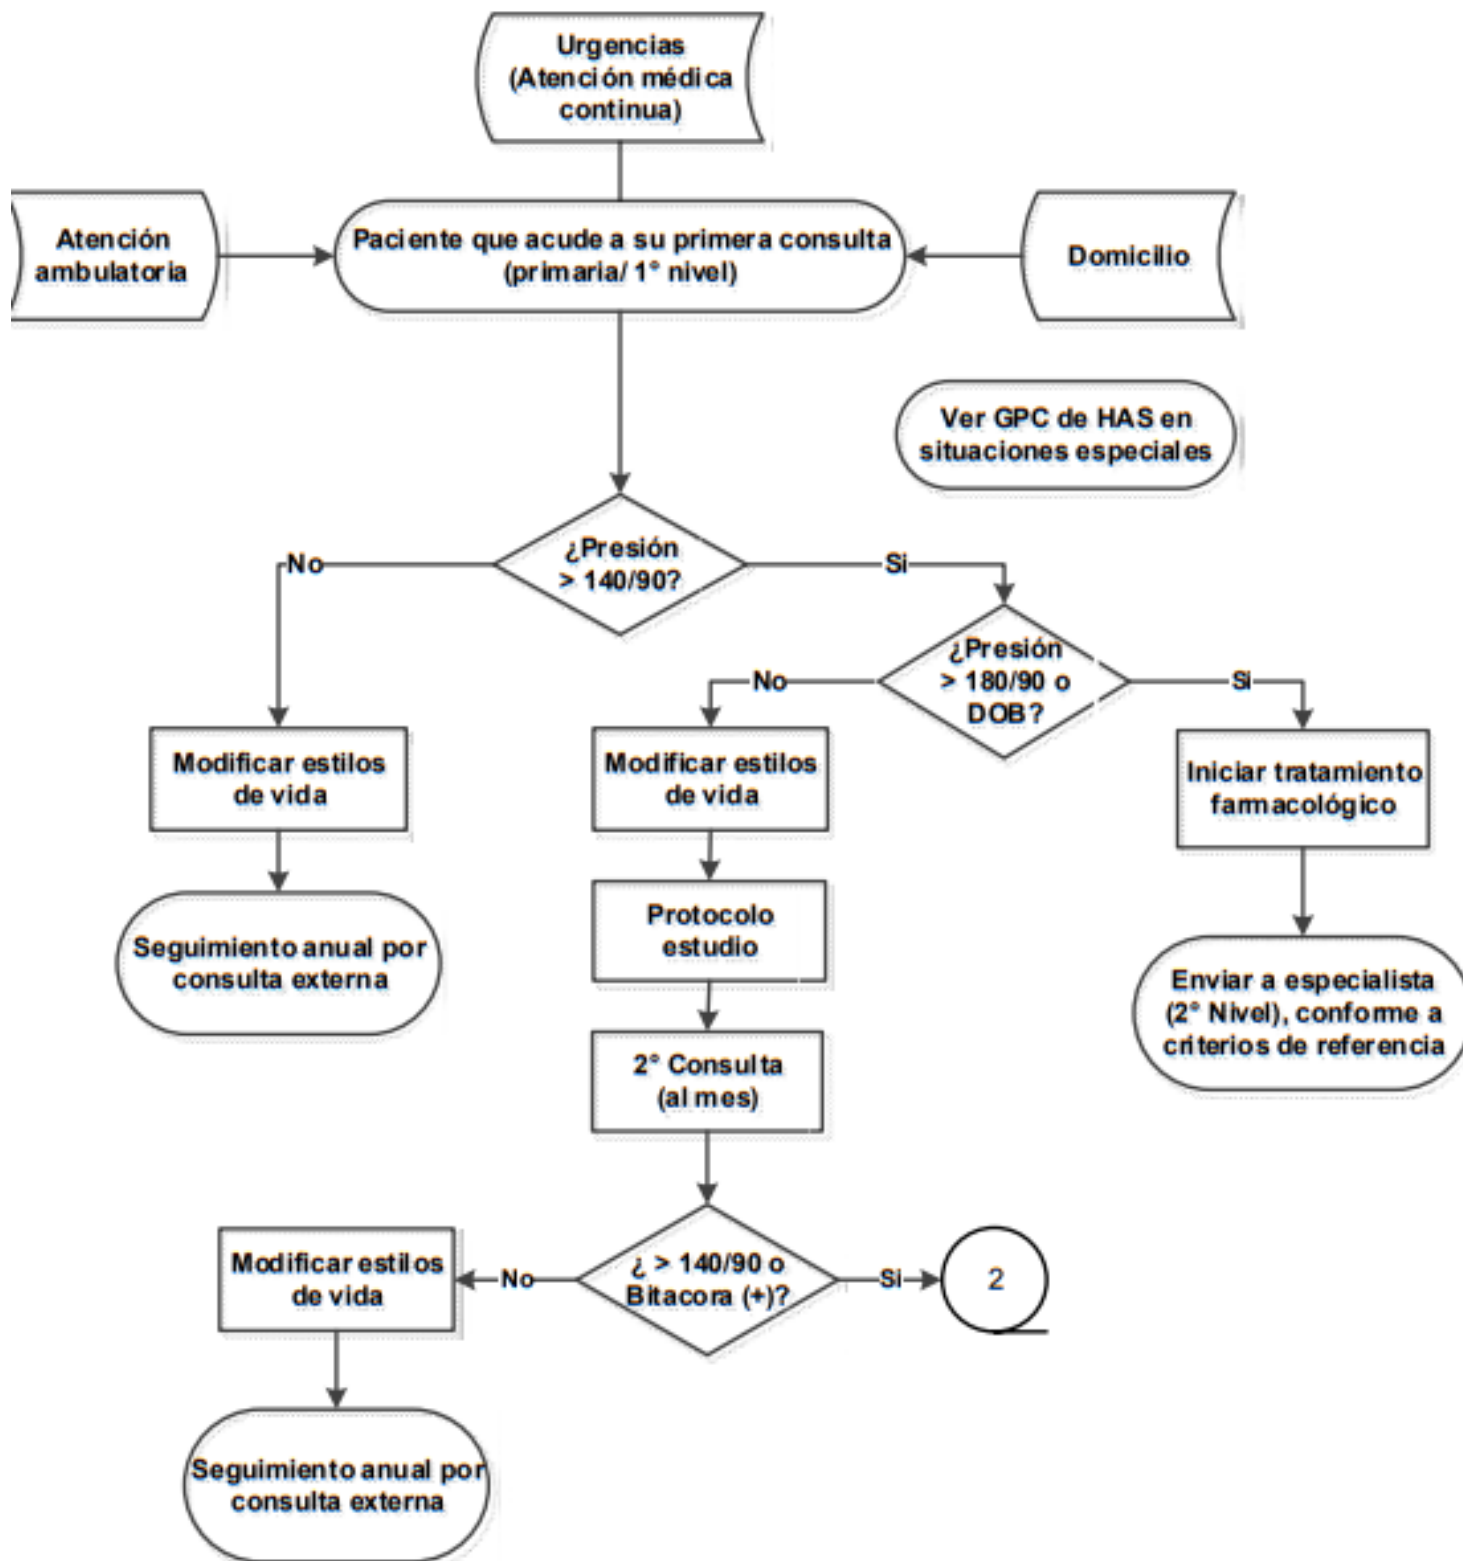 Urgencias
(Atención médica
continua)
Atención
ambulatoria
Paciente que acude a su primera consulta
(primaria/ 1° nivel)
Domicilio
Ver GPC de HAS en
situaciones especiales
¿Presión
> 140/90?
No
Si
¿Presión
> 180/90 o
DOB?
No
Si
Modificar estilos
de vida
Modificar estilos
de vida
Iniciar tratamiento
farmacológico
Seguimiento anual por
consulta externa
Protocolo
estudio
Enviar a especialista
(2° Nivel), conforme a
criterios de referencia
2° Consulta
(al mes)
¿ > 140/90 o
Bitacora (+)?
No
Si
2
Modificar estilos
de vida
Seguimiento anual por
consulta externa